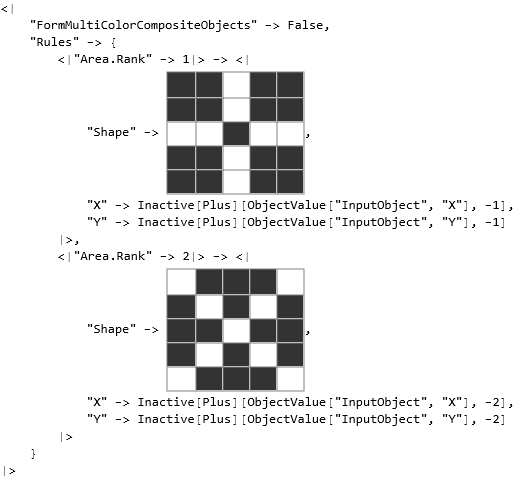 <|
"FormMultiColorCompositeObjects" -> False,
"Rules" -> {
<|"Area.Rank" -> 1|> -> <|
"Shape" -> ,
"X" -> Inactive[Plus][ObjectValue["InputObject", "X"], -1],
"Y" -> Inactive[Plus][ObjectValue["InputObject", "Y"], -1]
|>,
<|"Area.Rank" -> 2|> -> <|
"Shape" -> ,
"X" -> Inactive[Plus][ObjectValue["InputObject", "X"], -2],
"Y" -> Inactive[Plus][ObjectValue["InputObject", "Y"], -2]
|>
}
|>